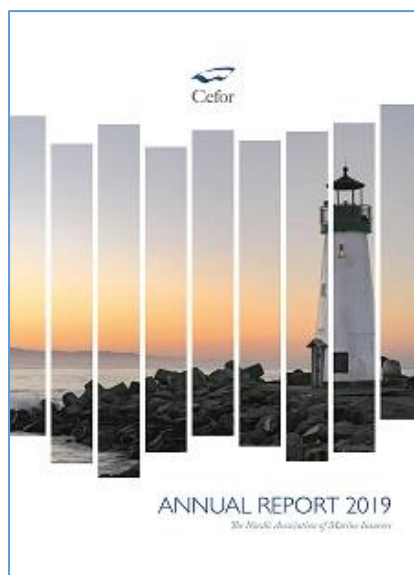 Cefor
ANNUAL REPORT 2019
The Nordic Association of Marine Insurers